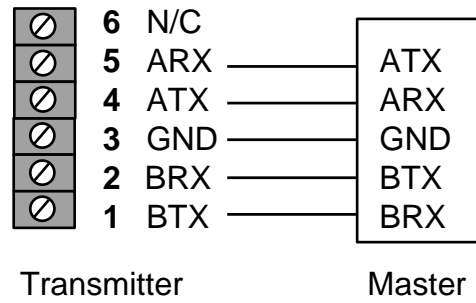 6 N/C
5 ARX ATX
4 ATX ARX
3 GND GND
2 BRX BTX
1 BTX BRX
Transmitter Master